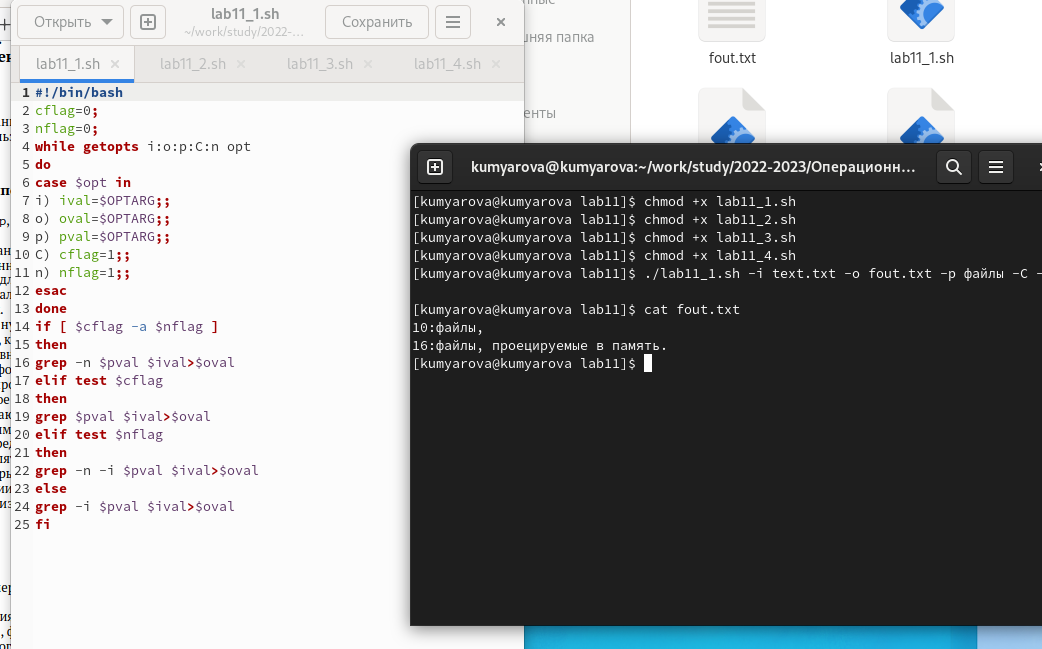 Открыть
lab11_1.sh
~/work/study/2022-...
Сохранить
lab11_1.sh
lab11_2.sh
lab11_3.sh
lab11_4.sh
1 #!/bin/bash
2 cflag=0;
3 nflag=0;
4 while getopts i:o:p:C:n opt
5 do
6 case $opt in
7 i) ival=$OPTARG;;
8 o) oval=$OPTARG;;
9 p) pval=$OPTARG;;
10 C) cflag=1;;
11 n) nflag=1;;
12 esac
13 done
14 if [ $cflag -a $nflag ]
15 then
16 grep -n $pval $ival>$oval
17 elif test $cflag
18 then
19 grep $pval $ival>$oval
20 elif test $nflag
21 then
22 grep -n -i $pval $ival>$oval
23 else
24 grep -i $pval $ival>$oval
25 fi
папка
fout.txt
lab11_1.sh
kumyarova@kumyarova:~/work/study/2022-2023/Операционн...
[kumyarova@kumyarova lab11]$ chmod +x lab11_1.sh
[kumyarova@kumyarova lab11]$ chmod +x lab11_2.sh
[kumyarova@kumyarova lab11]$ chmod +x lab11_3.sh
[kumyarova@kumyarova lab11]$ chmod +x lab11_4.sh
[kumyarova@kumyarova lab11]$ ./lab11_1.sh -i text.txt -o fout.txt -p файлы -C -
[kumyarova@kumyarova lab11]$ cat fout.txt
10:файлы,
16:файлы, проецируемые в память.
[kumyarova@kumyarova lab11]$